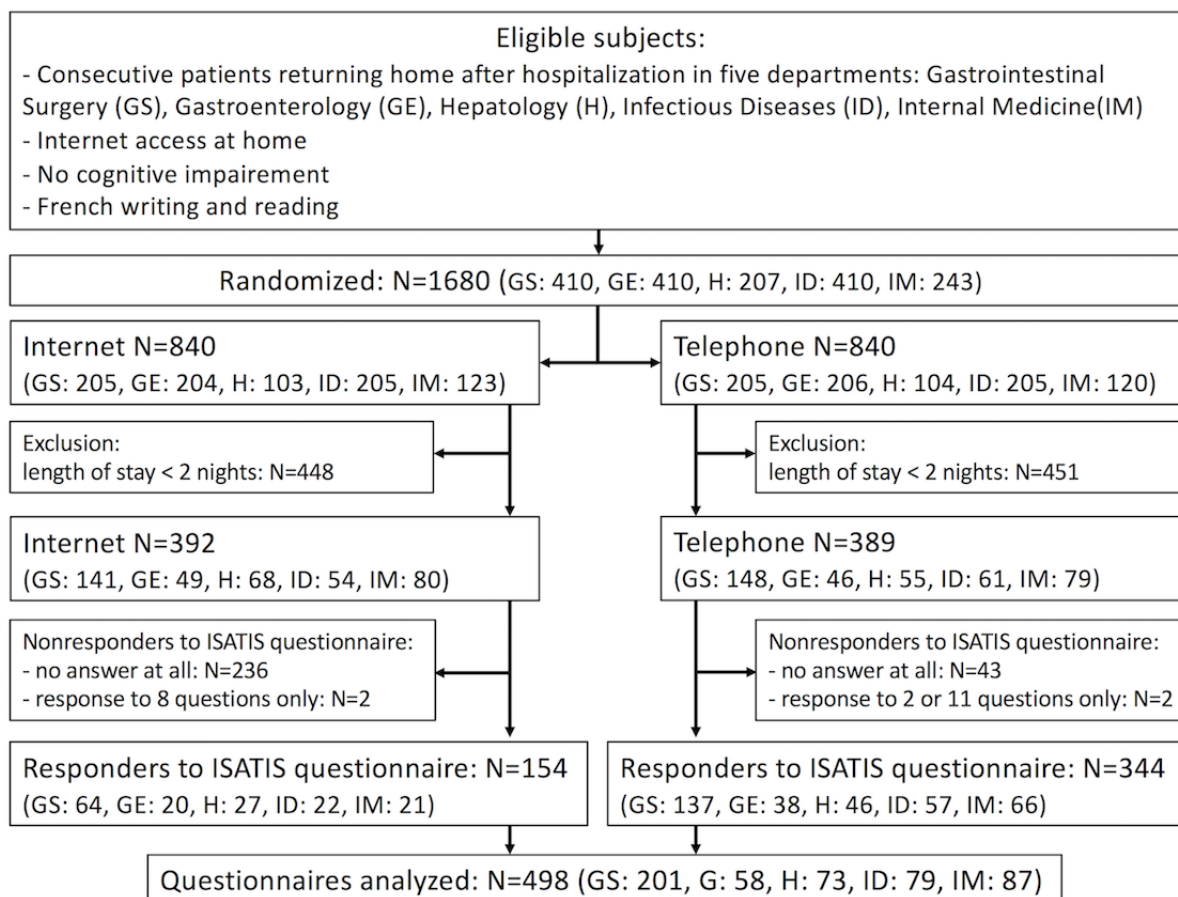 Eligible subjects:
- Consecutive patients returning home after hospitalization in five departments: Gastrointestinal
Surgery (GS), Gastroenterology (GE), Hepatology (H), Infectious Diseases (ID), Internal Medicine(IM)
- Internet access at home
- No cognitive impairement
- French writing and reading
Randomized: N=1680 (GS: 410, GE: 410, H: 207, ID: 410, IM: 243)
Internet N=840
(GS: 205, GE: 204, H: 103, ID: 205, IM: 123)
Telephone N=840
(GS: 205, GE: 206, H: 104, ID: 205, IM: 120)
Exclusion:
length of stay < 2 nights: N=448
Exclusion:
length of stay < 2 nights: N=451
Internet N=392
(GS: 141, GE: 49, H: 68, ID: 54, IM: 80)
Telephone N=389
(GS: 148, GE: 46, H: 55, ID: 61, IM: 79)
Nonresponders to ISATIS questionnaire:
- no answer at all: N=236
- response to 8 questions only: N=2
Nonresponders to ISATIS questionnaire:
- no answer at all: N=43
- response to 2 or 11 questions only: N=2
Responders to ISATIS questionnaire: N=154
(GS: 64, GE: 20, H: 27, ID: 22, IM: 21)
Responders to ISATIS questionnaire: N=344
(GS: 137, GE: 38, H: 46, ID: 57, IM: 66)
Questionnaires analyzed: N=498 (GS: 201, G: 58, H: 73, ID: 79, IM: 87)